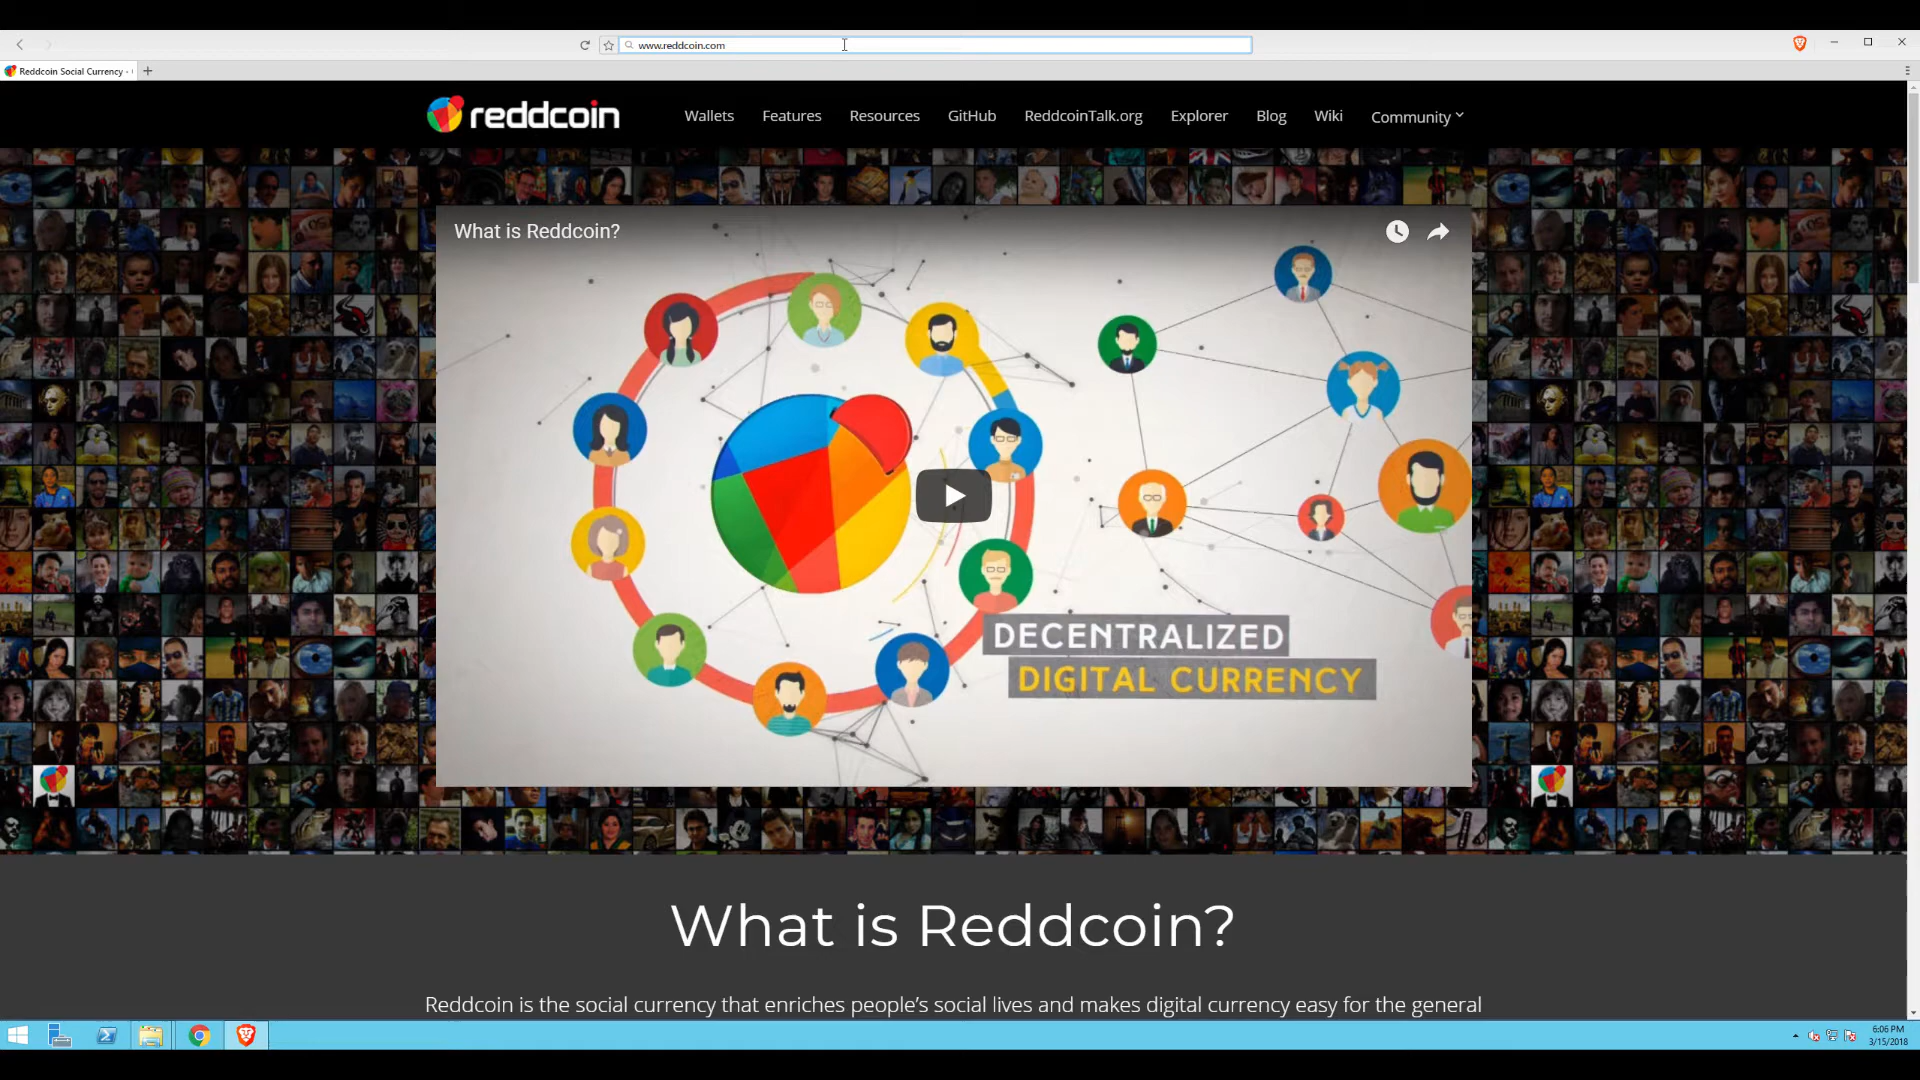 www.reddcoin.com
Reddcoin Social Currency -
reddcoin
Wallets Features Resources GitHub ReddcoinTalk.org Explorer Blog Wiki Community
What is Reddcoin?
DECENTRALIZED
DIGITAL CURRENCY
What is Reddcoin?
Reddcoin is the social currency that enriches people’s social lives and makes digital currency easy for the general
6:06 PM
3/15/2018